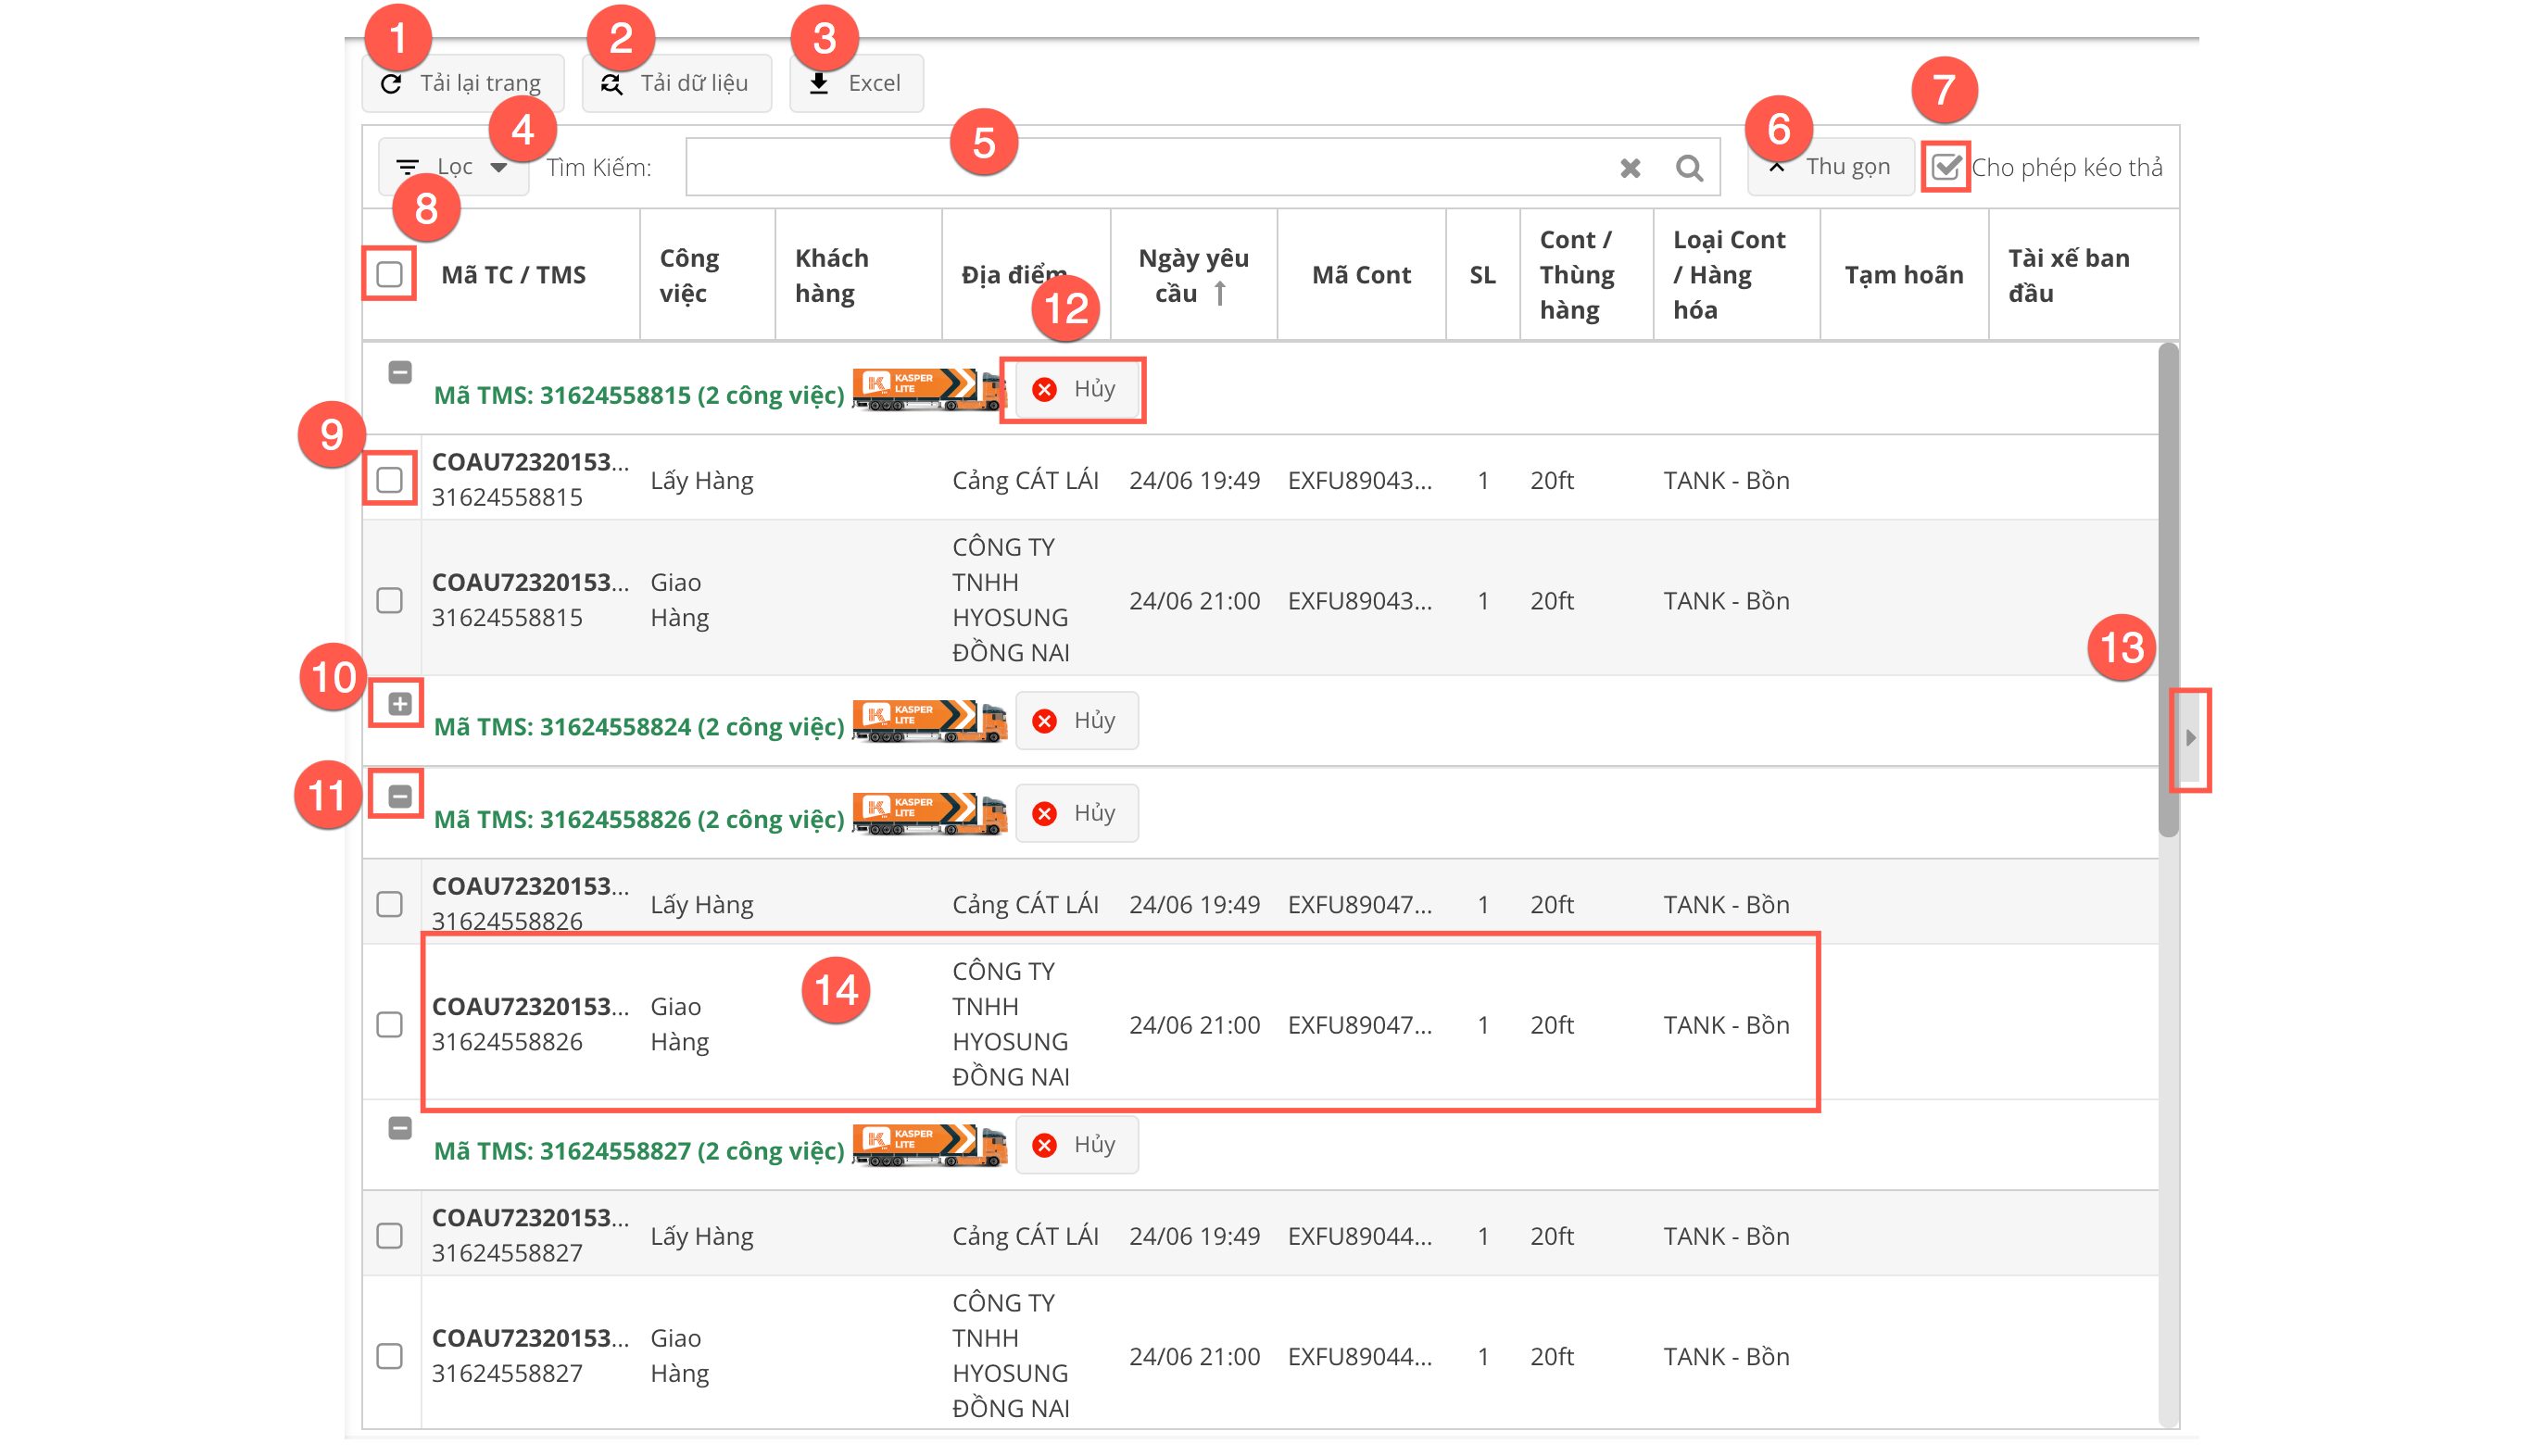 1
2
3
Tải lại trang
Tải dữ liệu
Excel
4
5
6
7
Lọc
Tìm Kiếm:
Thu gọn
Cho phép kéo thả
8
Mã TC / TMS
Công
việc
Khách
hàng
Địa điểm
Ngày yêu
cầu
Mã Cont
SL
Cont /
Thùng
hàng
Loại Cont
/ Hàng
hóa
Tạm hoãn
Tài xế ban
đầu
12
Mã TMS: 31624558815 (2 công việc)
KASPER
LITE
Hủy
9
COAU72320153...
31624558815
Lấy Hàng
Cảng CÁT LÁI
24/06 19:49
EXFU89043...
1
20ft
TANK - Bồn
COAU72320153...
31624558815
Giao
Hàng
CÔNG TY
TNHH
HYOSUNG
ĐỒNG NAI
24/06 21:00
EXFU89043...
1
20ft
TANK - Bồn
13
10
Mã TMS: 31624558824 (2 công việc)
KASPER
LITE
Hủy
11
Mã TMS: 31624558826 (2 công việc)
KASPER
LITE
Hủy
COAU72320153...
31624558826
Lấy Hàng
Cảng CÁT LÁI
24/06 19:49
EXFU89047...
1
20ft
TANK - Bồn
14
COAU72320153...
31624558826
Giao
Hàng
CÔNG TY
TNHH
HYOSUNG
ĐỒNG NAI
24/06 21:00
EXFU89047...
1
20ft
TANK - Bồn
Mã TMS: 31624558827 (2 công việc)
KASPER
LITE
Hủy
COAU72320153...
31624558827
Lấy Hàng
Cảng CÁT LÁI
24/06 19:49
EXFU89044...
1
20ft
TANK - Bồn
COAU72320153...
31624558827
Giao
Hàng
CÔNG TY
TNHH
HYOSUNG
ĐỒNG NAI
24/06 21:00
EXFU89044...
1
20ft
TANK - Bồn